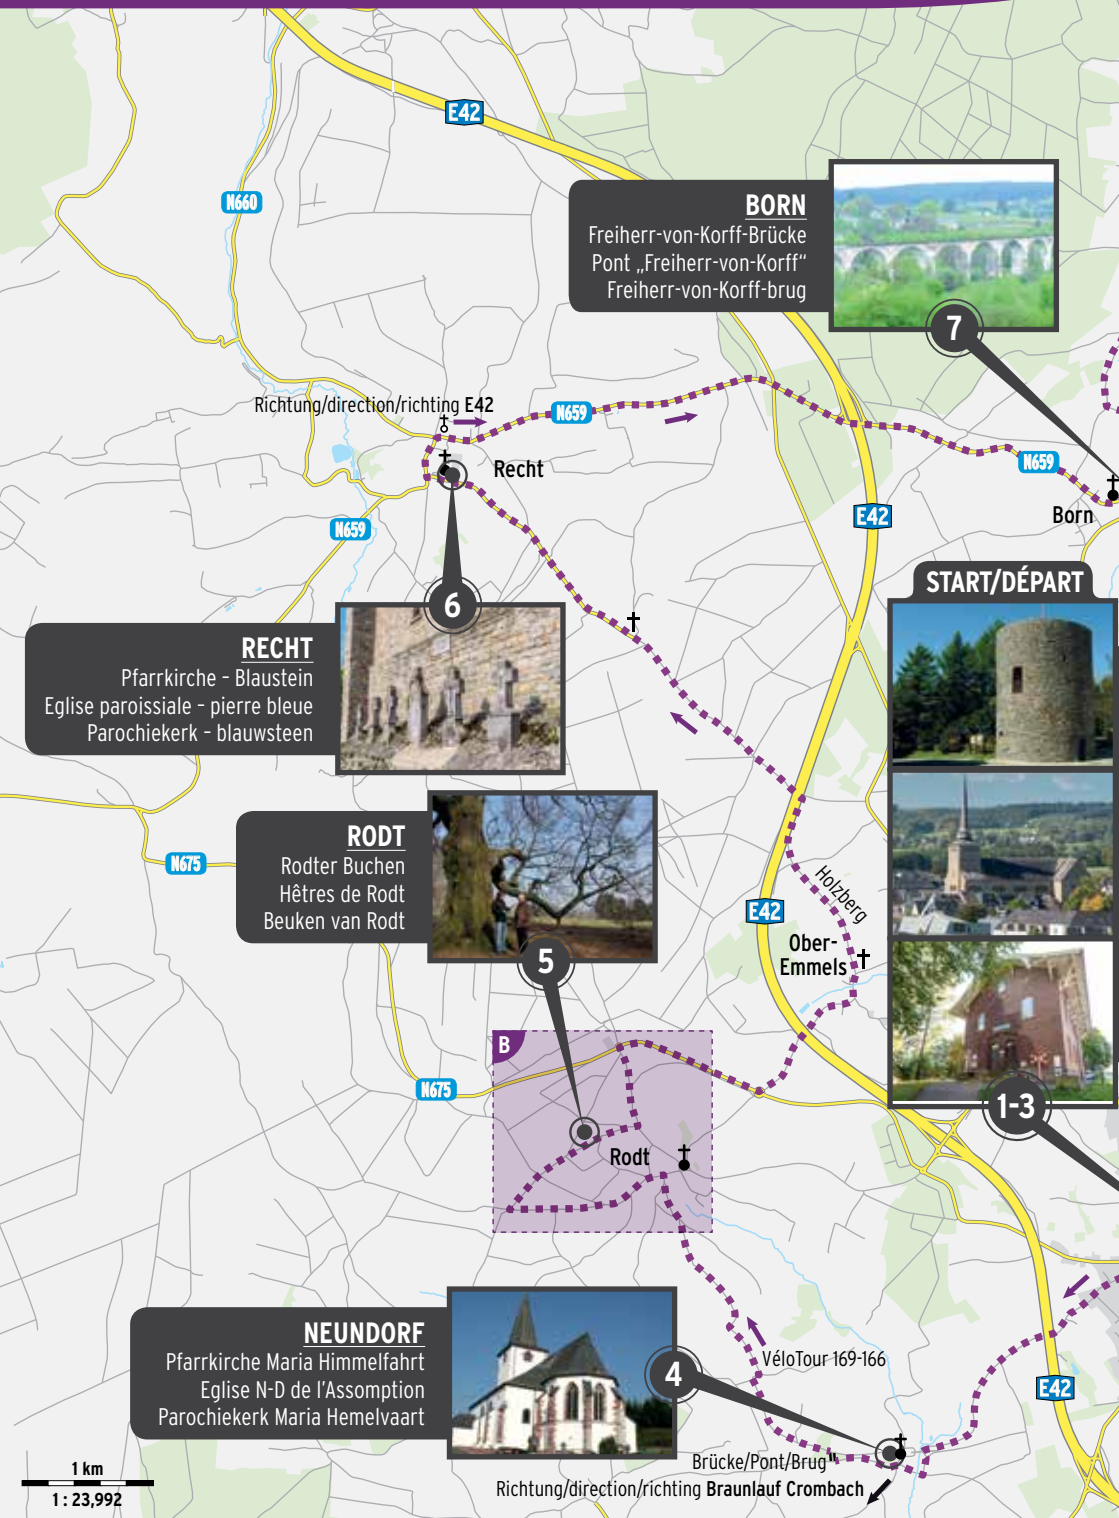 E42
N660
BORN
Freiherr-von-Korff-Brücke
Pont „Freiherr-von-Korff“
Freiherr-von-Korff-brug
7
Richtung/direction/richting E42
N659
N659
Recht
Born
N659
E42
START/DÉPART
6
RECHT
Pfarrkirche - Blaustein
Eglise paroissiale - pierre bleue
Parochiekerk - blauwsteen
RODT
Rodter Buchen
Hêtres de Rodt
Beuken van Rodt
N675
5
Holzberg
E42
Ober-
Emmels
B
N675
1-3
Rodt
NEUNDORF
Pfarrkirche Maria Himmelfahrt
Eglise N-D de l'Assomption
Parochiekerk Maria Hemelvaart
4
VéloTour 169-166
E42
Brücke/Pont/Brug"
Richtung/direction/richting Braunlauf Crombach
1 km
1 : 23,992